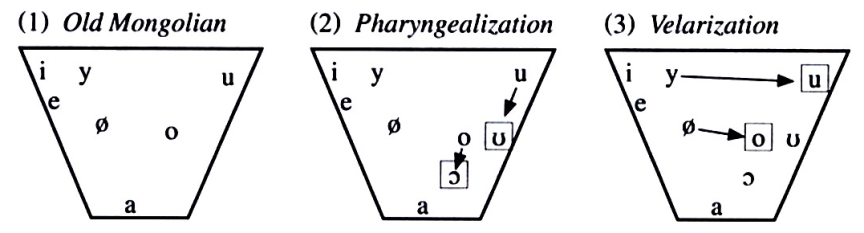 (1) Old Mongolian (2) Pharyngealization (3) Velarization
i y u
e
ø o
a
i y u
e
ø o ʊ
ɔ
a
i y u
e
ø o ʊ
ɔ
a